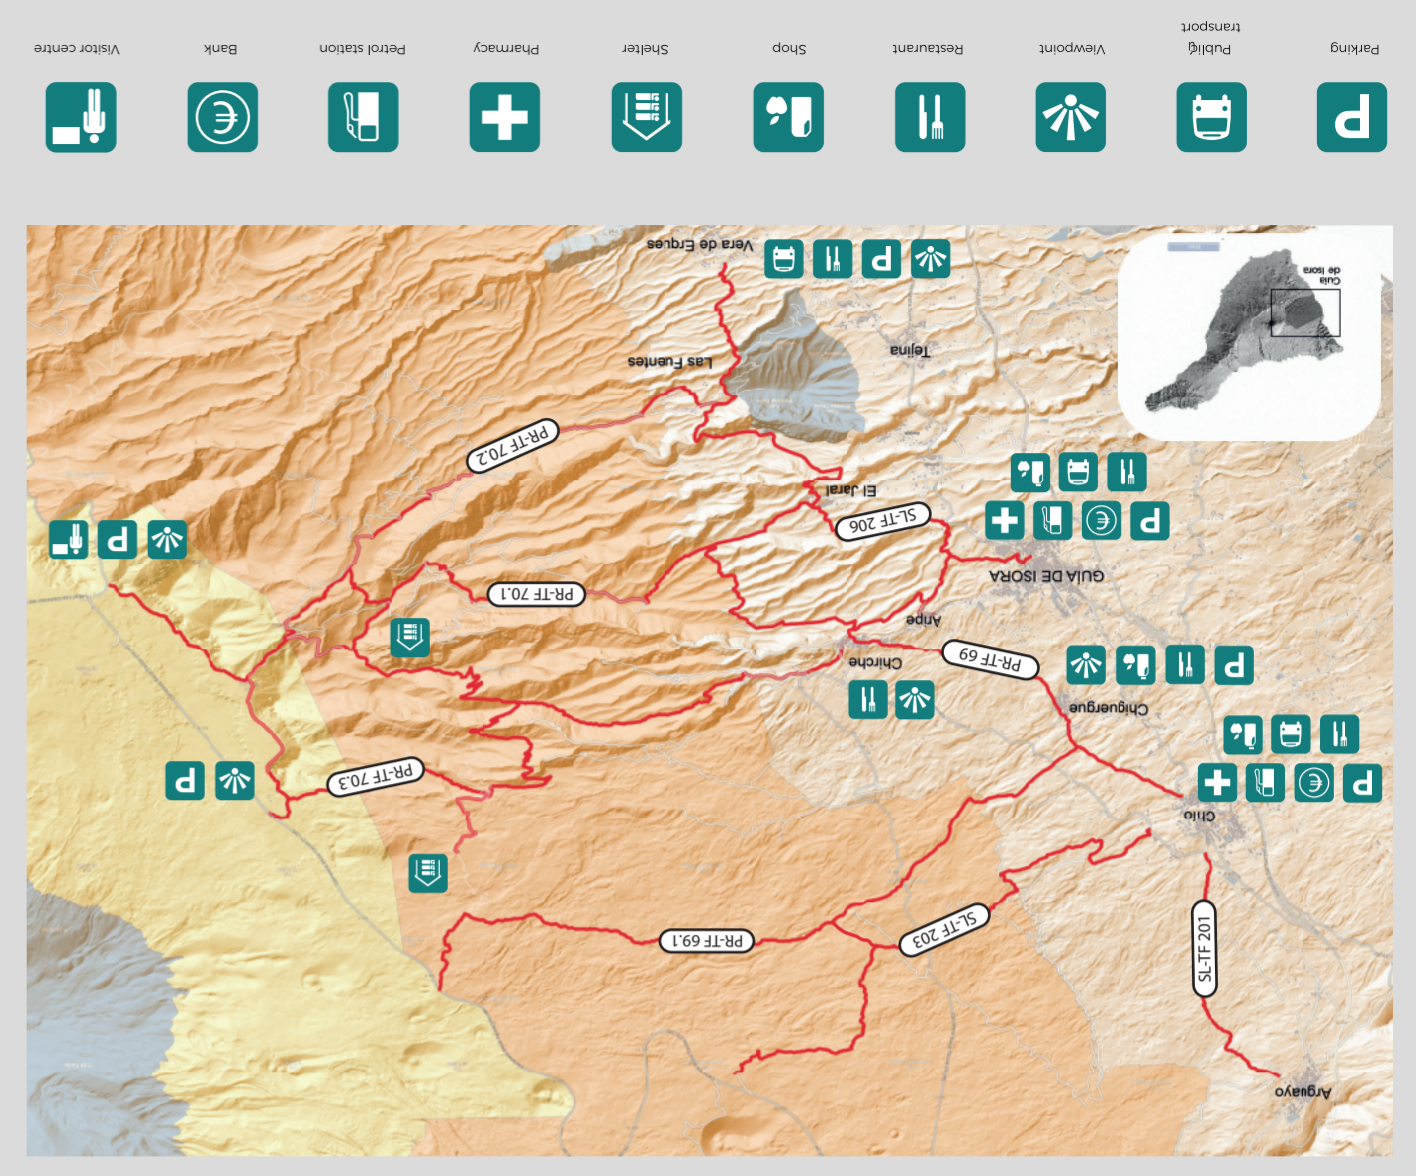 Arguayo
SL-TF 201
PR-TF 69.1
SL-TF 203
Chío
PR-TF 70.3
Chiguergue
Chirche
PR-TF 69
Aripe
PR-TF 70.1
GUÍA DE ISORA
SL-TF 206
El Jaral
PR-TF 70.2
Las Fuentes
Tejina
Vera de Erques
Guía
de Isora
P
P
P
P
P
P
Parking
Public
transport
Viewpoint
Restaurant
Shop
Shelter
Pharmacy
Petrol station
Bank
Visitor centre
P